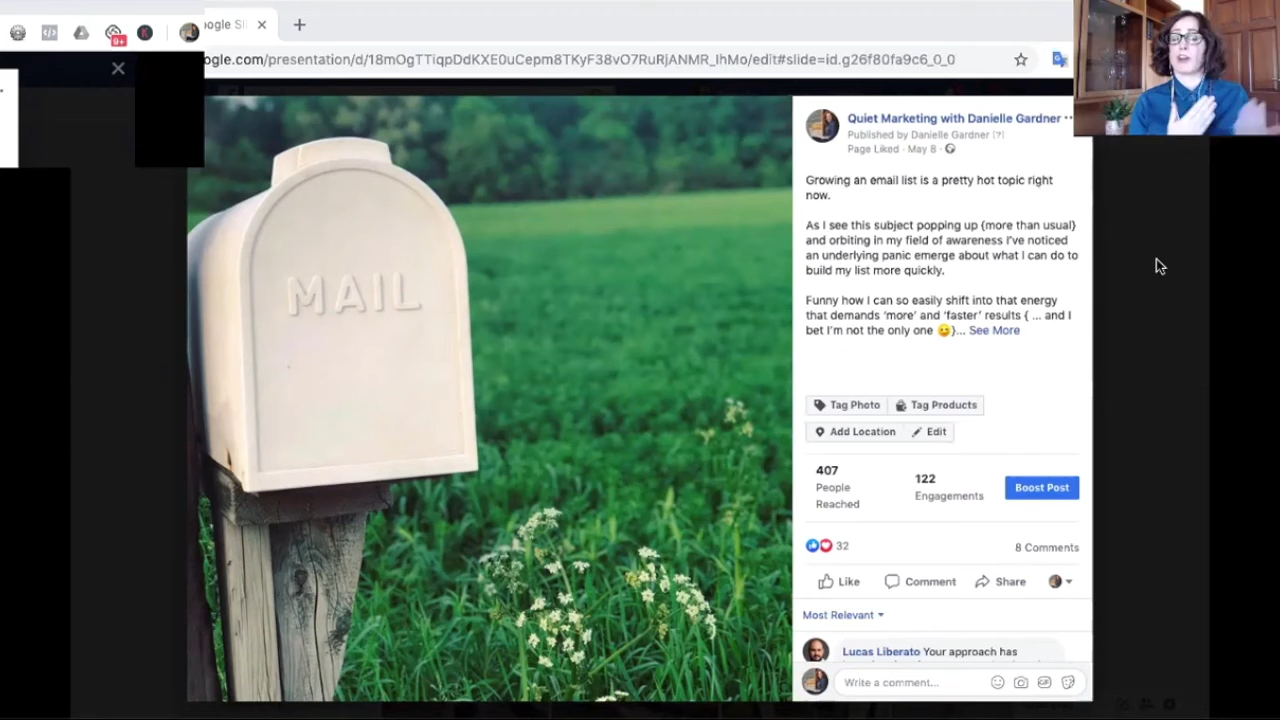 oogle Sli
9+
ogle.com/presentation/d/18mOgTTiqpDdKXE0uCepm8TKyF38vO7RuRjANMR_IhMo/edit#slide=id.g26f80fa9c6_0_0
MAIL
Quiet Marketing with Danielle Gardner
Published by Danielle Gardner [?]
Page Liked · May 8 ·
Growing an email list is a pretty hot topic right
now.
As I see this subject popping up {more than usual}
and orbiting in my field of awareness I've noticed
an underlying panic emerge about what I can do to
build my list more quickly.
Funny how I can so easily shift into that energy
that demands 'more' and 'faster' results { ... and I
bet I'm not the only one 😉}... See More
Tag Photo Tag Products
Add Location Edit
407
People
Reached
122
Engagements
Boost Post
32 8 Comments
Like Comment Share
Most Relevant
Lucas Liberato Your approach has
Write a comment...
GIF